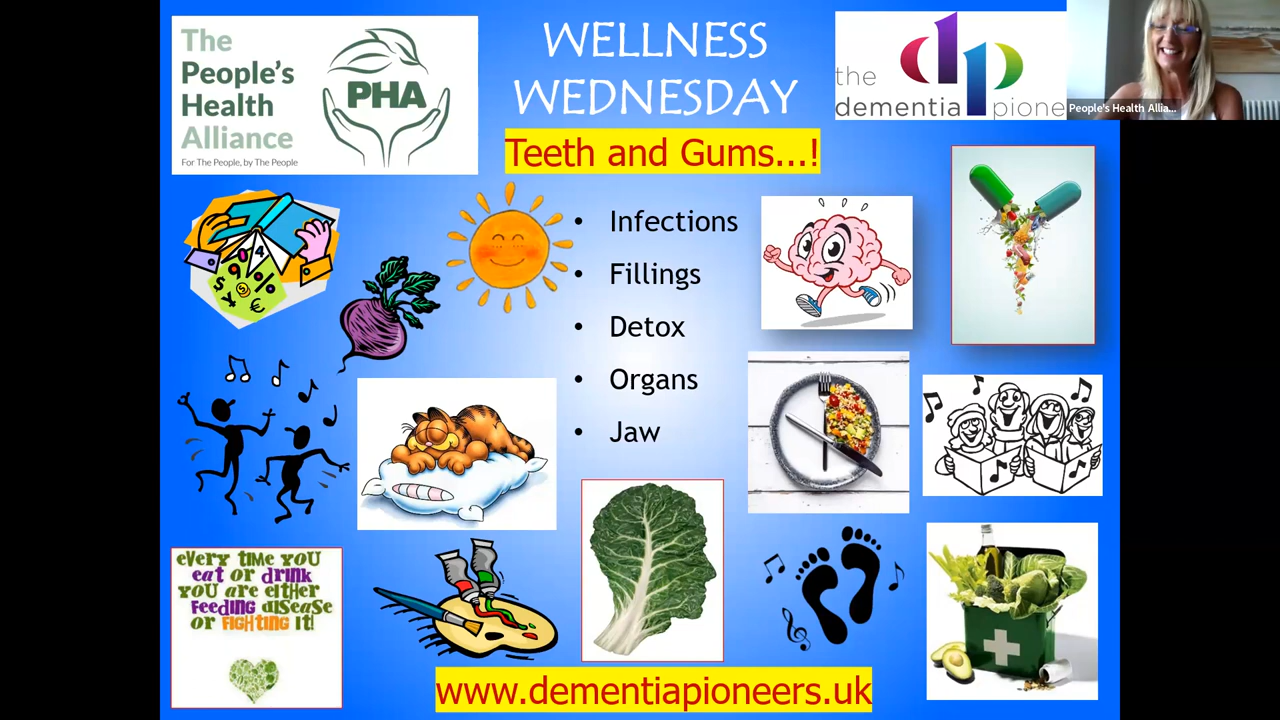 The
People's
Health
Alliance
For The People, by The People
PHA
WELLNESS
WEDNESDAY
the
dementia pione
People's Health Allia...
Teeth and Gums...!
• Infections
• Fillings
• Detox
• Organs
• Jaw
4
%
$
¥
€
every time you
eat or drink
you are either
feeding disease
or fighting it!
www.dementiapioneers.uk